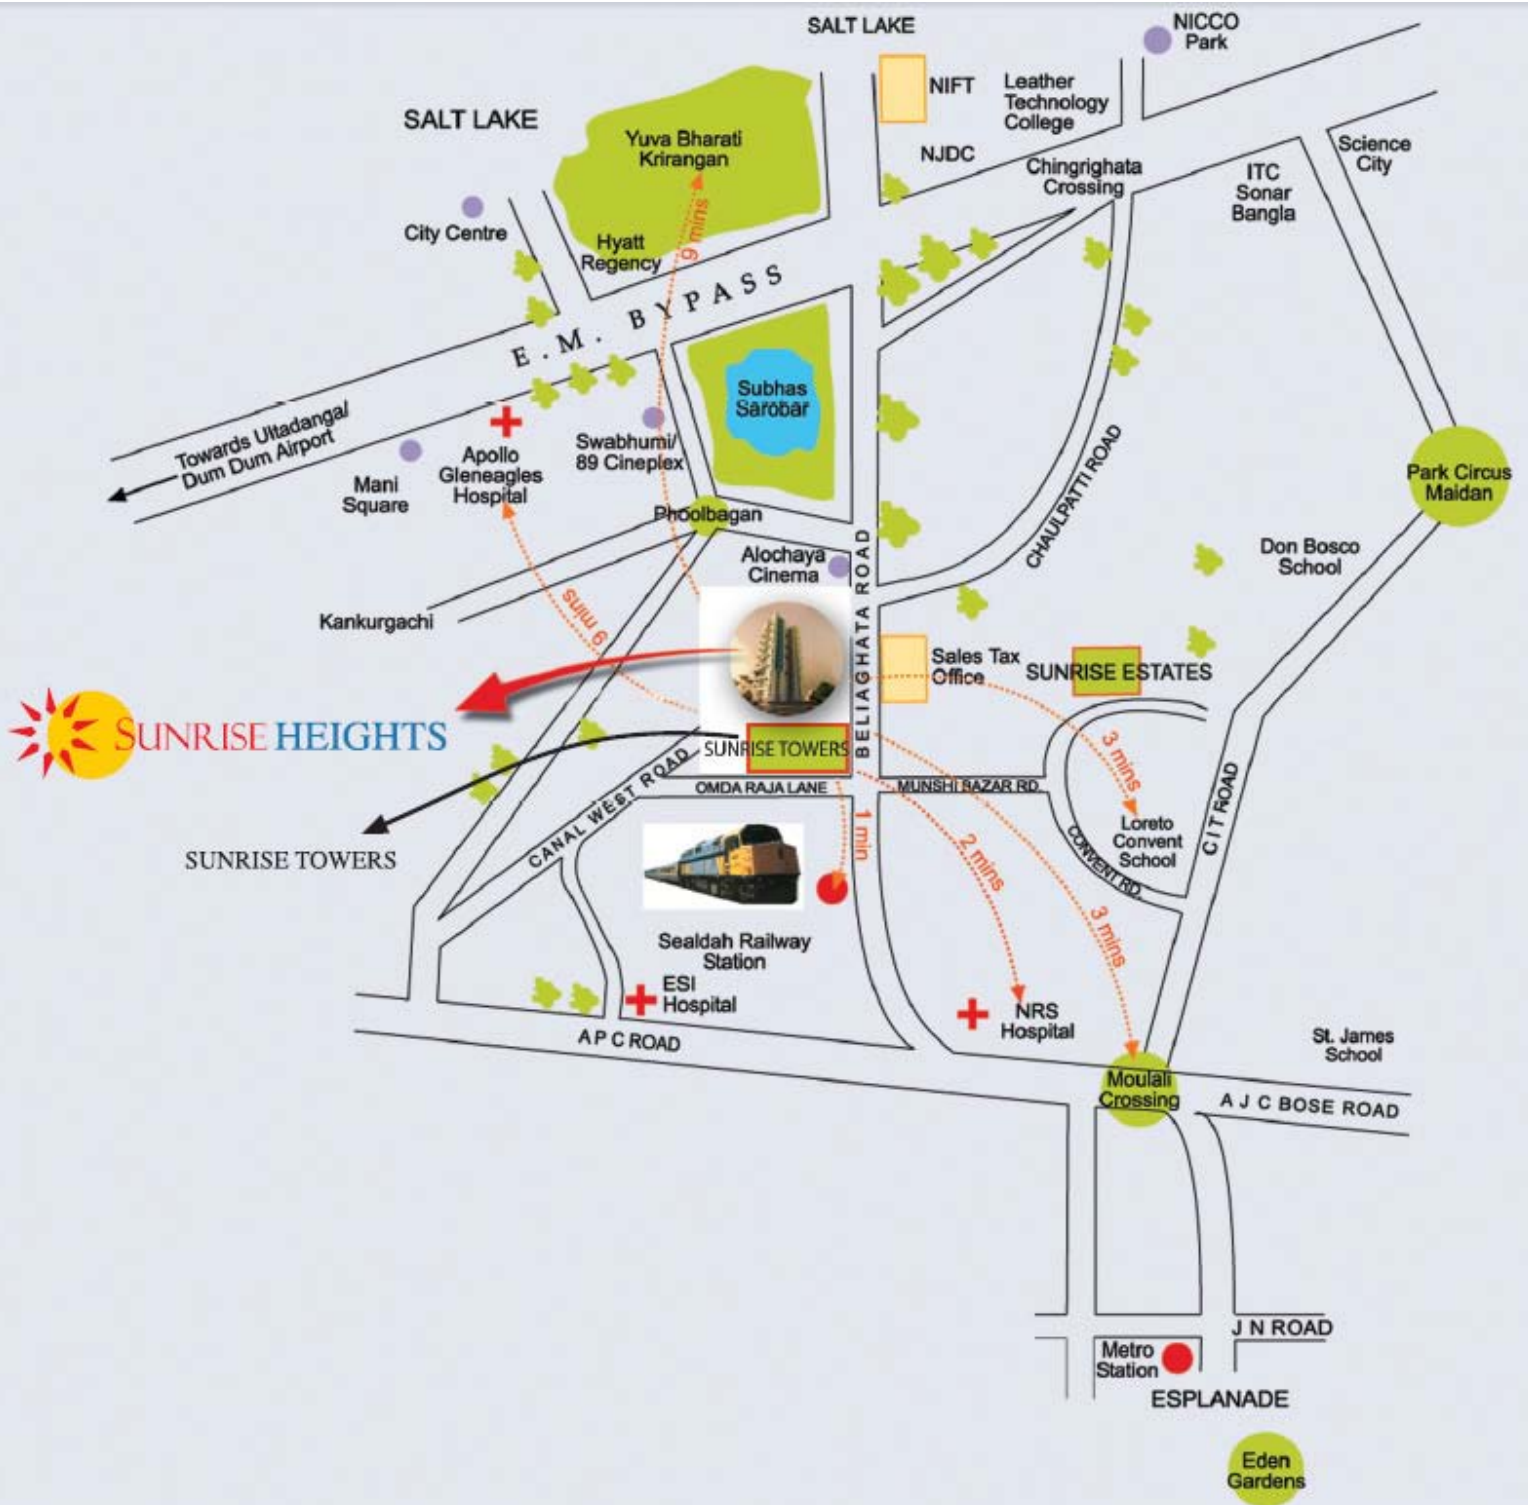 SALT LAKE
NICCO
Park
NIFT
Leather
Technology
College
SALT LAKE
Yuva Bharati
Krirangan
NJDC
Chingrighata
Crossing
Science
City
ITC
Sonar
Bangla
City Centre
Hyatt
Regency
9 mins
E.M. BYPASS
Subhas
Sarobar
Towards Ultadanga/
Dum Dum Airport
Mani
Square
Apollo
Gleneagles
Hospital
Swabhumi/
89 Cineplex
CHAULPATTI ROAD
Park Circus
Maidan
Phoolbagan
Alochaya
Cinema
BELIAGHATA ROAD
Don Bosco
School
Kankurgachi
9 mins
Sales Tax
Office
SUNRISE ESTATES
SUNRISE HEIGHTS
SUNRISE TOWERS
3 mins
OMDA RAJA LANE
MUNSHI BAZAR RD.
CANAL WEST ROAD
CIT ROAD
SUNRISE TOWERS
1 min
2 mins
Loreto
Convent
School
CONVENT RD.
3 mins
Sealdah Railway
Station
ESI
Hospital
NRS
Hospital
A P C ROAD
St. James
School
Moulali
Crossing
A J C BOSE ROAD
J N ROAD
Metro
Station
ESPLANADE
Eden
Gardens